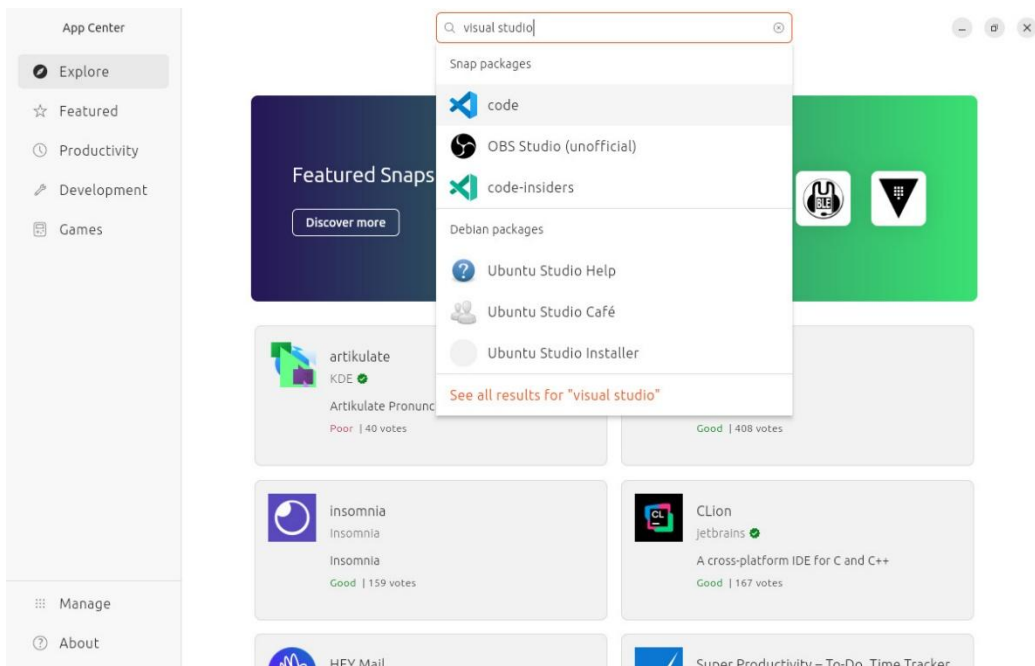 App Center
Explore
Featured
Productivity
Development
Games
Manage
About
visual studio
Snap packages
code
OBS Studio (unofficial)
code-insiders
Debian packages
Ubuntu Studio Help
Ubuntu Studio Café
Ubuntu Studio Installer
See all results for "visual studio"
Featured Snaps
Discover more
UBLE
artikulate
KDE
Artikulate Pronunc
Poor | 40 votes
Good | 408 votes
insomnia
Insomnia
Insomnia
Good | 159 votes
CL
CLion
jetbrains
A cross-platform IDE for C and C++
Good | 167 votes
HEY Mail
Super Productivity – To-Do, Time Tracker